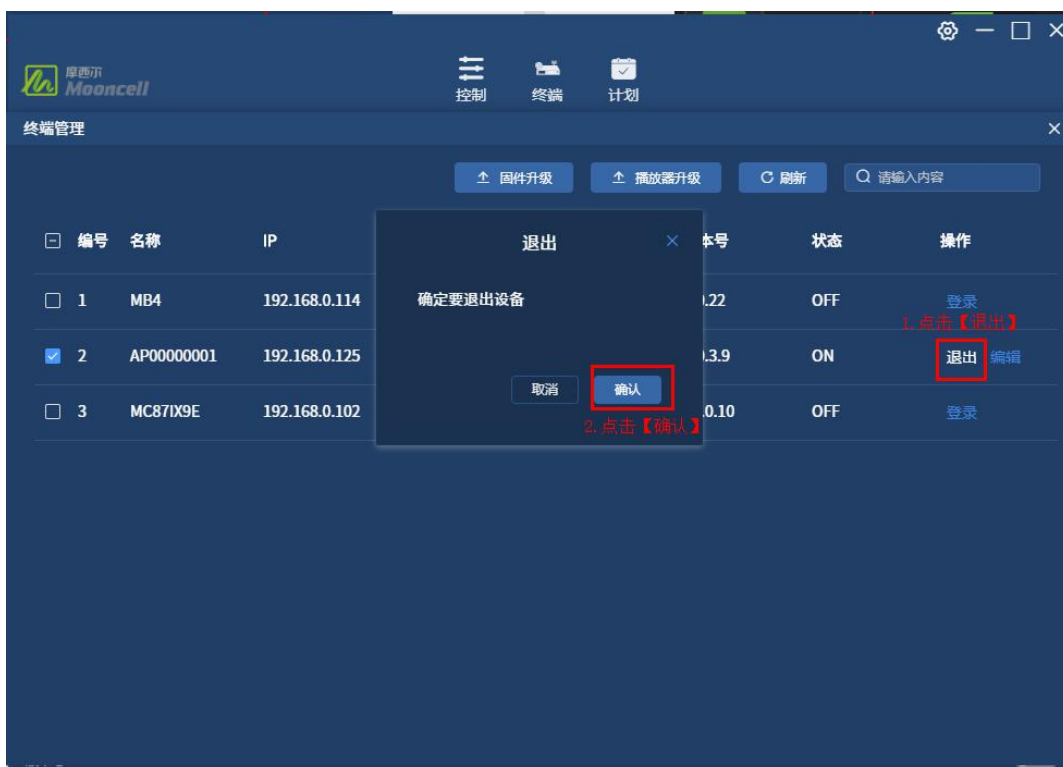 摩西尔
Mooncell
控制 终端 计划
终端管理
固件升级 播放器升级 刷新 请输入内容
编号 名称 IP 本号 状态 操作
退出
确定要退出设备
1 MB4 192.168.0.114 .22 OFF 登录
1.点击【退出】
2 AP00000001 192.168.0.125 .3.9 ON 退出 编辑
取消 确认
3 MC87IX9E 192.168.0.102 .0.10 OFF 登录
2.点击【确认】